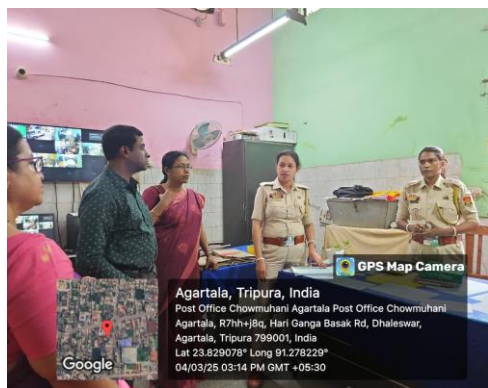 GPS Map Camera
Agartala, Tripura, India
Post Office Chowmuhani Agartala Post Office Chowmuhani
Agartala, R7hh+j8q, Hari Ganga Basak Rd, Dhaleswar,
Agartala, Tripura 799001, India
Lat 23.829078° Long 91.278229°
04/03/25 03:14 PM GMT +05:30
Google